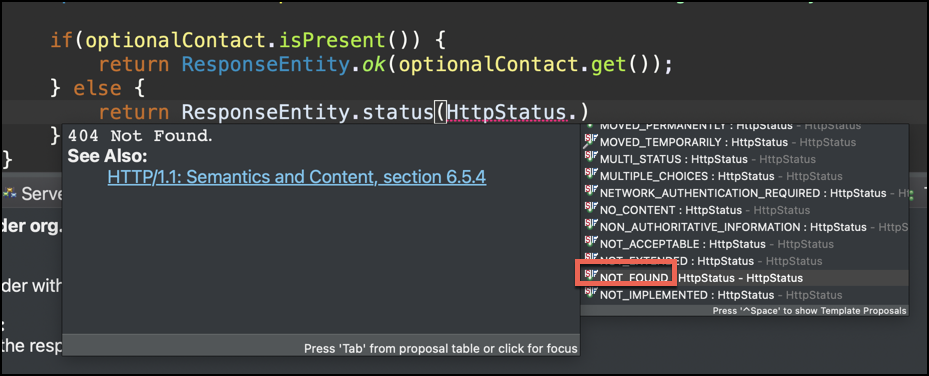 if(optionalContact.isPresent()) {
return ResponseEntity.ok(optionalContact.get());
} else {
return ResponseEntity.status(HttpStatus.)
}
}
404 Not Found.
See Also:
HTTP/1.1: Semantics and Content, section 6.5.4
Press 'Tab' from proposal table or click for focus
MOVED_PERMANENTLY : HttpStatus - HttpStatus
MOVED_TEMPORARILY : HttpStatus - HttpStatus
MULTI_STATUS : HttpStatus - HttpStatus
MULTIPLE_CHOICES : HttpStatus - HttpStatus
NETWORK_AUTHENTICATION_REQUIRED : HttpStatus - HttpStatus
NO_CONTENT : HttpStatus - HttpStatus
NON_AUTHORITATIVE_INFORMATION : HttpStatus - HttpStatus
NOT_ACCEPTABLE : HttpStatus - HttpStatus
NOT_EXTENDED : HttpStatus - HttpStatus
NOT_FOUND : HttpStatus - HttpStatus
NOT_IMPLEMENTED : HttpStatus - HttpStatus
Press '^Space' to show Template Proposals
Serve
der org.
der with
:
the resp